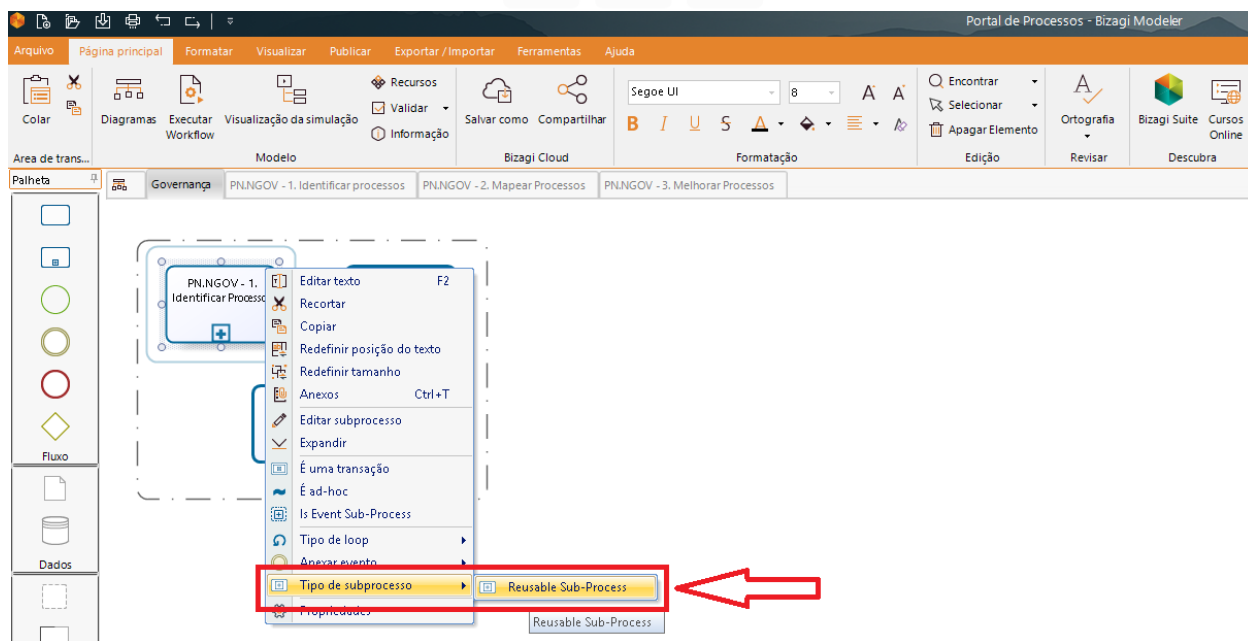 Portal de Processos - Bizagi Modeler
Arquivo Página principal Formatar Visualizar Publicar Exportar / Importar Ferramentas Ajuda
Colar
Area de trans...
Diagramas
Executar
Workflow
Visualização da simulação
Recursos
Validar
Informação
Modelo
Salvar como
Compartilhar
Bizagi Cloud
Segoe UI
8
A A
B I U S A
Formatação
Encontrar
Selecionar
Apagar Elemento
Edição
Ortografia
Revisar
Bizagi Suite
Cursos
Online
Descubra
Palheta
Governança
PN.NGOV - 1. Identificar processos
PN.NGOV - 2. Mapear Processos
PN.NGOV - 3. Melhorar Processos
Fluxo
Dados
PN.NGOV - 1.
Identificar
Editar texto F2
Recortar
Copiar
Redefinir posição do texto
Redefinir tamanho
Anexos Ctrl+T
Editar subprocesso
Expandir
É uma transação
É ad-hoc
Is Event Sub-Process
Tipo de loop
Anexar evento
Tipo de subprocesso
Reusable Sub-Process
Propriedades
Reusable Sub-Process